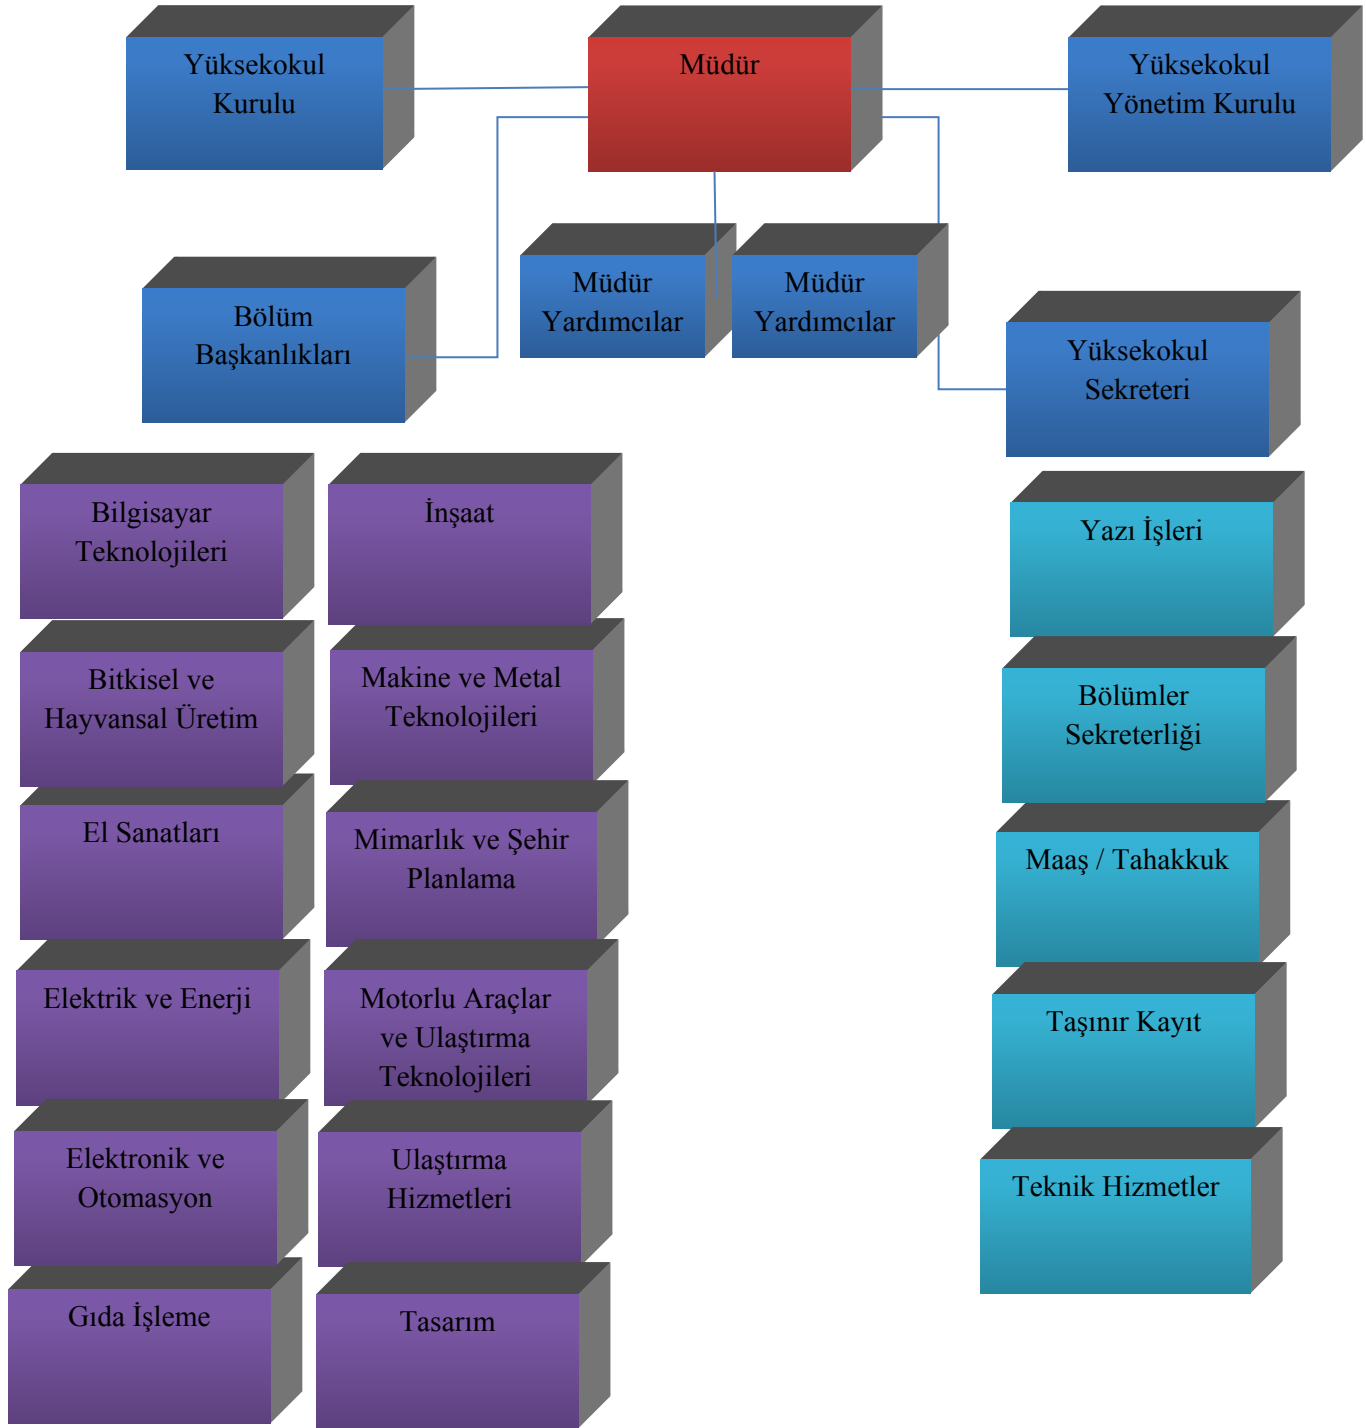 Yüksekokul
Kurulu
Müdür
Yüksekokul
Yönetim Kurulu
Bölüm
Başkanlıkları
Müdür
Yardımcılar
Müdür
Yardımcılar
Yüksekokul
Sekreteri
Bilgisayar
Teknolojileri
İnşaat
Yazı İşleri
Bitkisel ve
Hayvansal Üretim
Makine ve Metal
Teknolojileri
Bölümler
Sekreterliği
El Sanatları
Mimarlık ve Şehir
Planlama
Maaş / Tahakkuk
Elektrik ve Enerji
Motorlu Araçlar
ve Ulaştırma
Teknolojileri
Taşınır Kayıt
Elektronik ve
Otomasyon
Ulaştırma
Hizmetleri
Teknik Hizmetler
Gıda İşleme
Tasarım